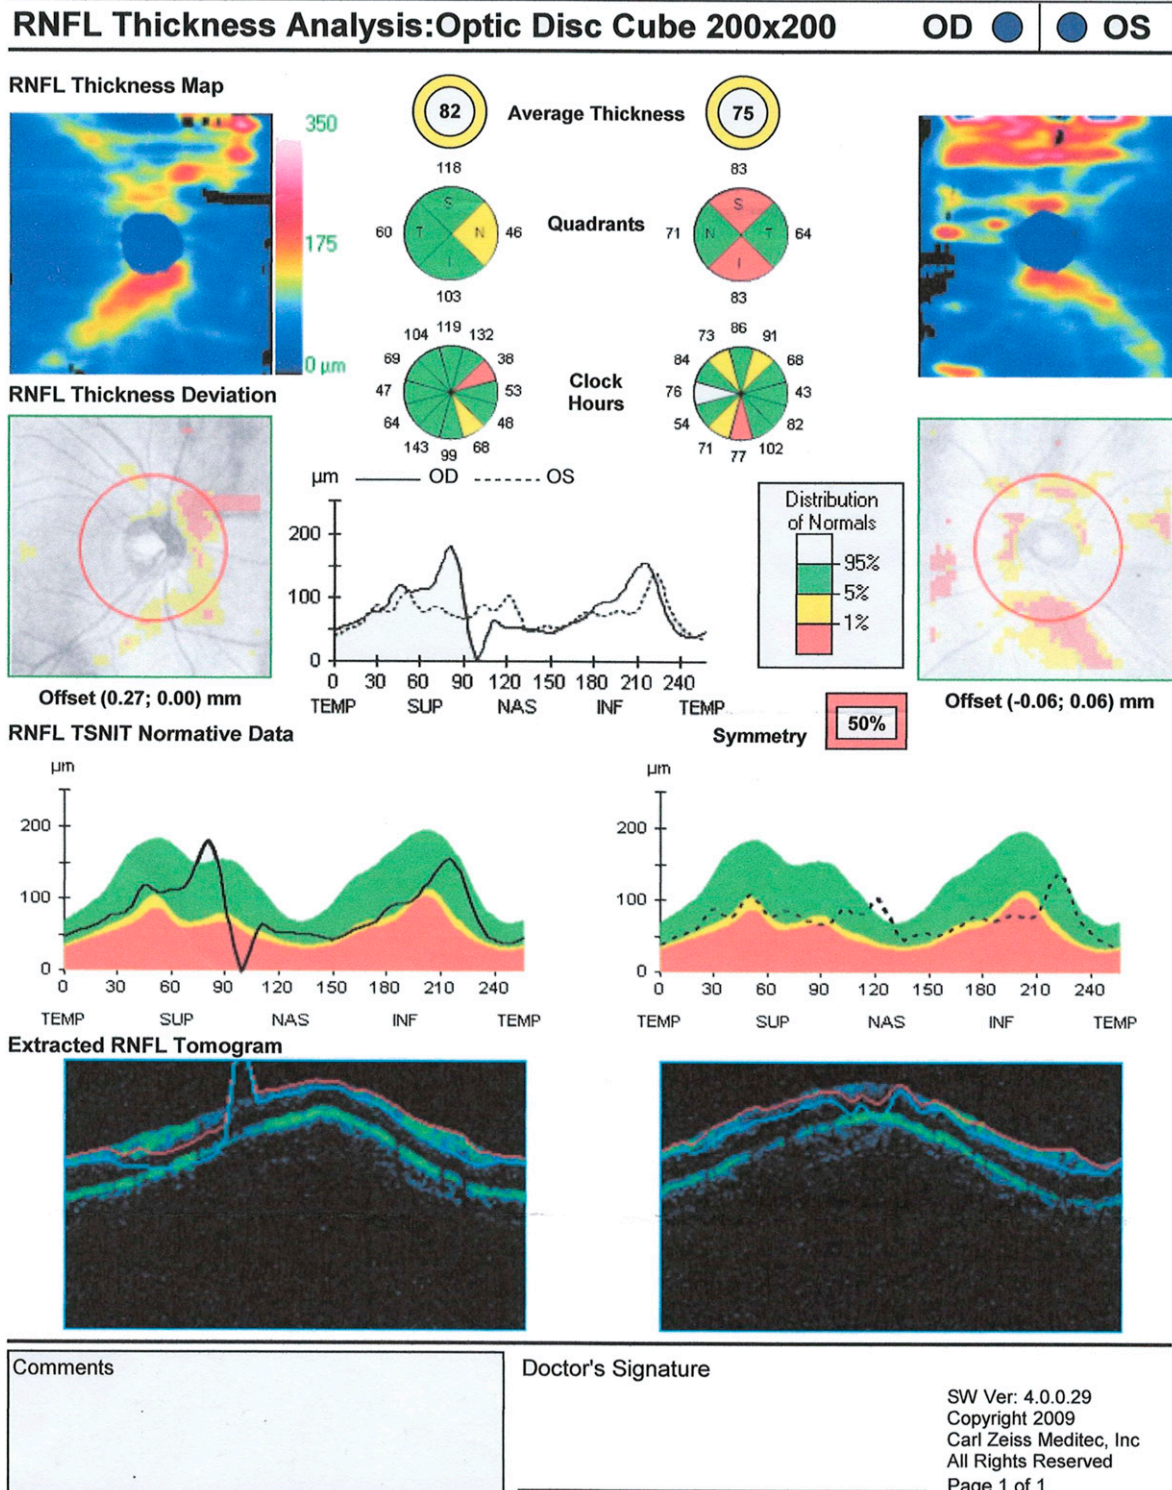 RNFL Thickness Analysis:Optic Disc Cube 200x200 OD OS
RNFL Thickness Map
350
175
0 µm
82 Average Thickness 75
118
S
60 T N 46
I
103
Quadrants
83
S
71 N T 64
I
83
119
104 132
69 38
47 53
64 48
143 68
99
Clock
Hours
86
73 91
84 68
76 43
54 82
71 102
77
RNFL Thickness Deviation
µm OD OS
200
100
0
0 30 60 90 120 150 180 210 240
TEMP SUP NAS INF TEMP
Distribution
of Normals
95%
5%
1%
Offset (0.27; 0.00) mm
Offset (-0.06; 0.06) mm
Symmetry 50%
RNFL TSNIT Normative Data
µm
200
100
0
0 30 60 90 120 150 180 210 240
TEMP SUP NAS INF TEMP
µm
200
100
0
0 30 60 90 120 150 180 210 240
TEMP SUP NAS INF TEMP
Extracted RNFL Tomogram
Comments
Doctor's Signature
SW Ver: 4.0.0.29
Copyright 2009
Carl Zeiss Meditec, Inc
All Rights Reserved
Page 1 of 1